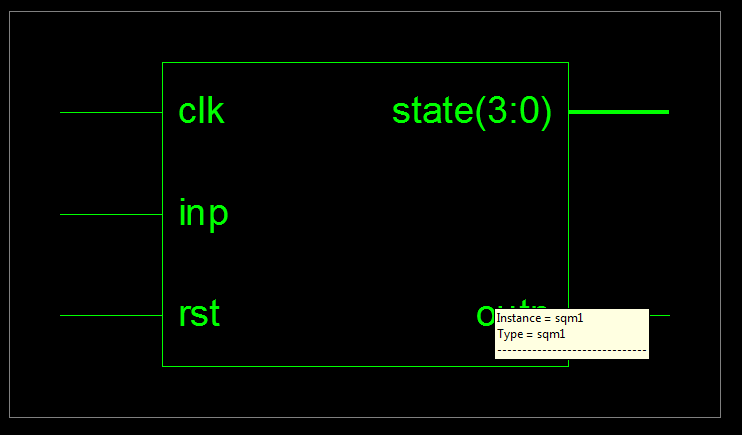 clk
state(3:0)
inp
rst
Instance = sqm1
Type = sqm1
---------------------------------